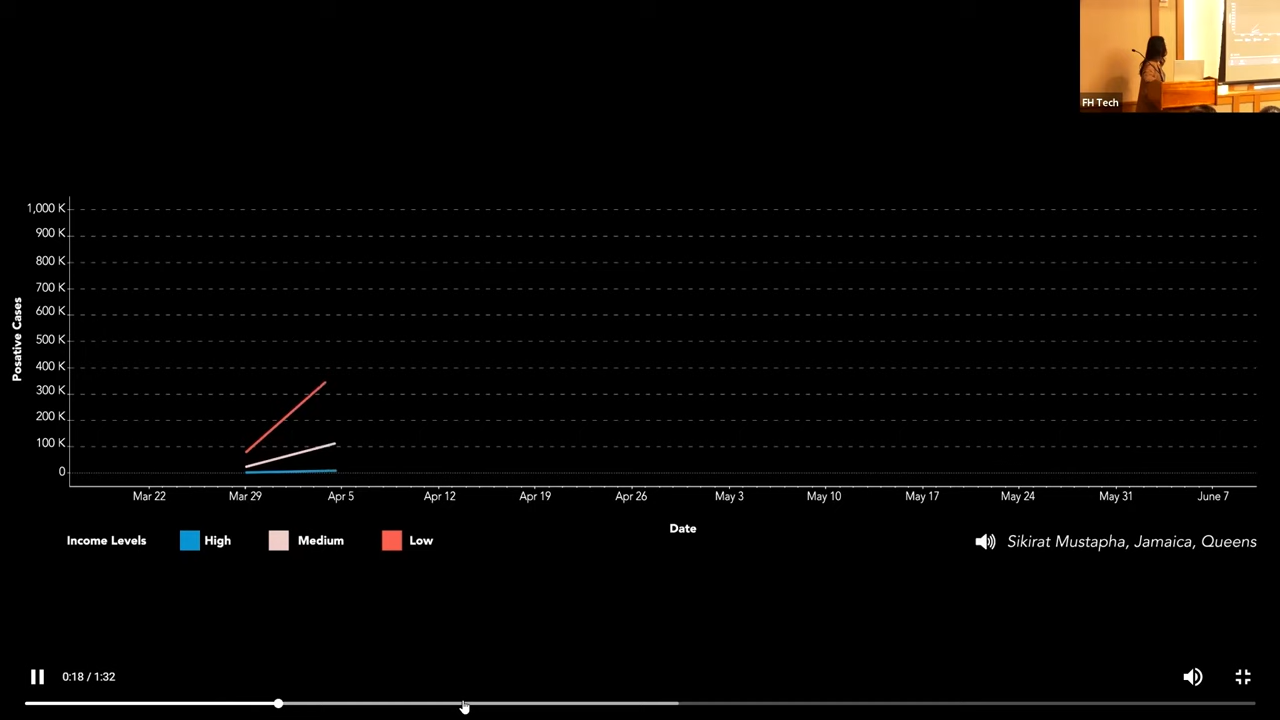 FH Tech
1,000 K
900 K
800 K
700 K
600 K
500 K
400 K
300 K
200 K
100 K
0
Posative Cases
Mar 22 Mar 29 Apr 5 Apr 12 Apr 19 Apr 26 May 3 May 10 May 17 May 24 May 31 June 7
Date
Income Levels High Medium Low
Sikirat Mustapha, Jamaica, Queens
0:18 / 1:32